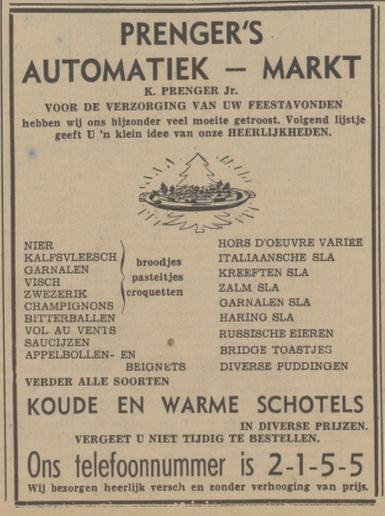 PRENGER'S
AUTOMATIEK — MARKT
K. PRENGER Jr.
VOOR DE VERZORGING VAN UW FEESTAVONDEN
hebben wij ons bijzonder veel moeite getroost. Volgend lijstje
geeft U 'n klein idee van onze HEERLIJKHEDEN.
NIER
KALFSVLEESCH
GARNALEN
VISCH
ZWEZERIK
CHAMPIGNONS
broodjes
pasteitjes
croquetten
BITTERBALLEN
VOL AU VENTS
SAUCIJZEN
APPELBOLLEN- EN
BEIGNETS
HORS D'OEUVRE VARIÉE
ITALIAANSCHE SLA
KREEFTEN SLA
ZALM SLA
GARNALEN SLA
HARING SLA
RUSSISCHE EIEREN
BRIDGE TOASTJES
DIVERSE PUDDINGEN
VERDER ALLE SOORTEN
KOUDE EN WARME SCHOTELS
IN DIVERSE PRIJZEN.
VERGEET U NIET TIJDIG TE BESTELLEN.
Ons telefoonnummer is 2-1-5-5
Wij bezorgen heerlijk versch en zonder verhooging van prijs.